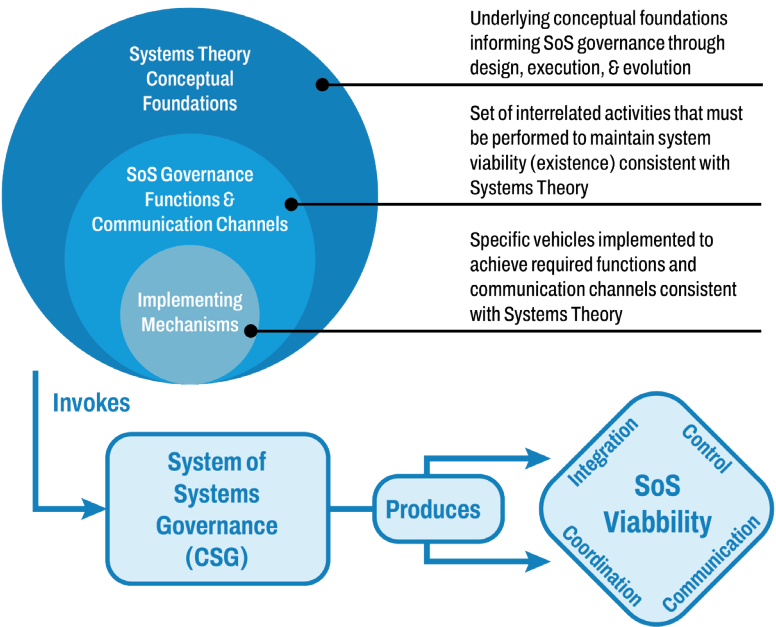 Systems Theory
Conceptual
Foundations
Underlying conceptual foundations
informing SoS governance through
design, execution, & evolution
SoS Governance
Functions &
Communication Channels
Set of interrelated activities that must
be performed to maintain system
viability (existence) consistent with
Systems Theory
Implementing
Mechanisms
Specific vehicles implemented to
achieve required functions and
communication channels consistent
with Systems Theory
Invokes
System of
Systems
Governance
(CSG)
Produces
Integration
Control
SoS
Viabbility
Coordination
Communication